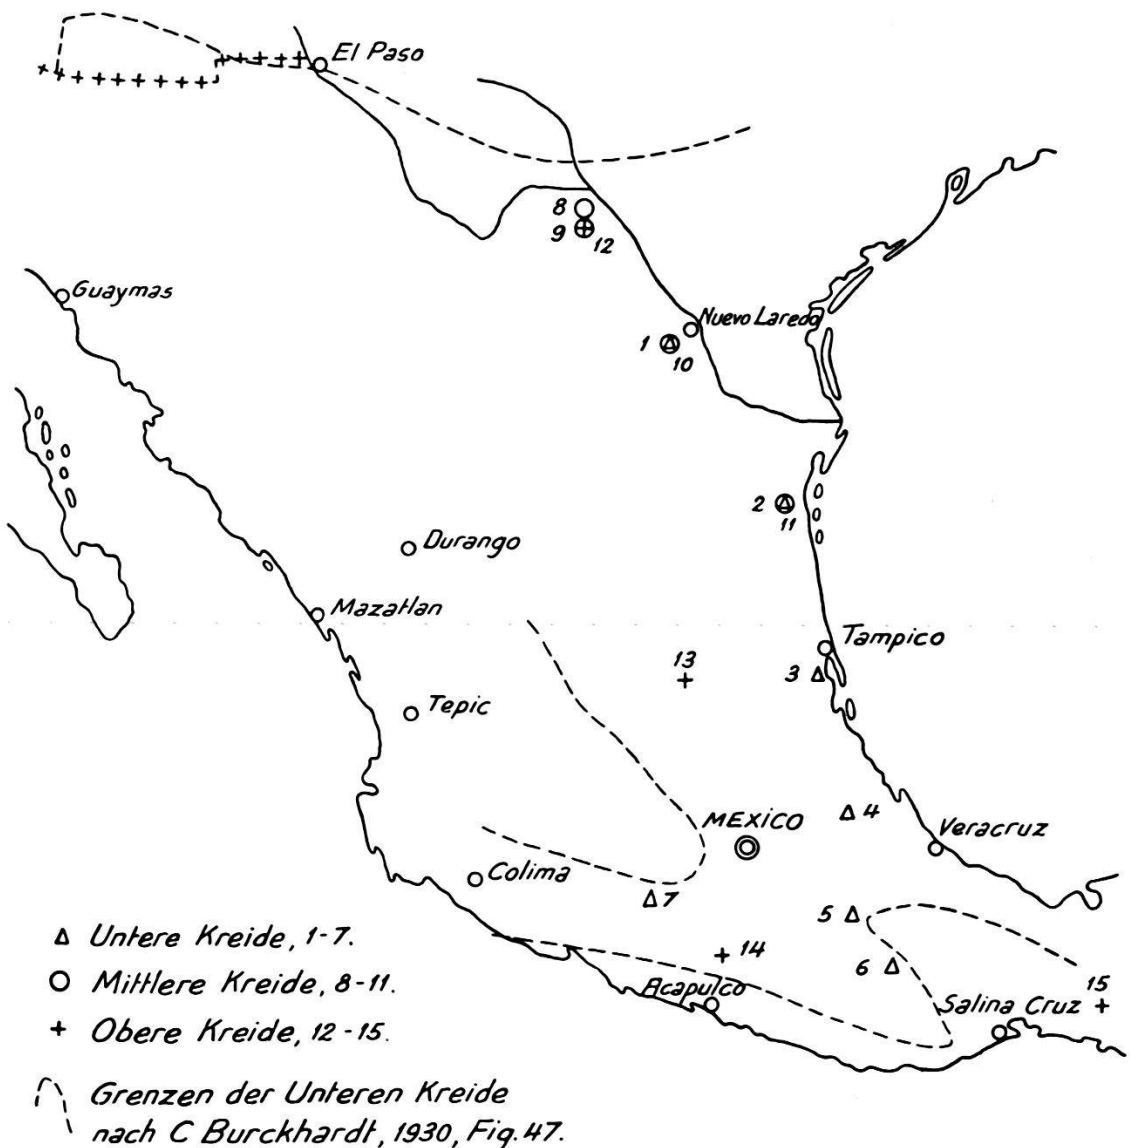 El Paso
8
9
12
Guaymas
Nuevo Laredo
1
10
2
11
Durango
Mazatlan
Tampico
13
3
Tepic
MEXICO
4
Veracruz
Colima
7
5
14
6
15
Acapulco
Salina Cruz
Untere Kreide, 1-7.
Mittlere Kreide, 8-11.
Obere Kreide, 12-15.
Grenzen der Unteren Kreide
nach C Burckhardt, 1930, Fig. 47.